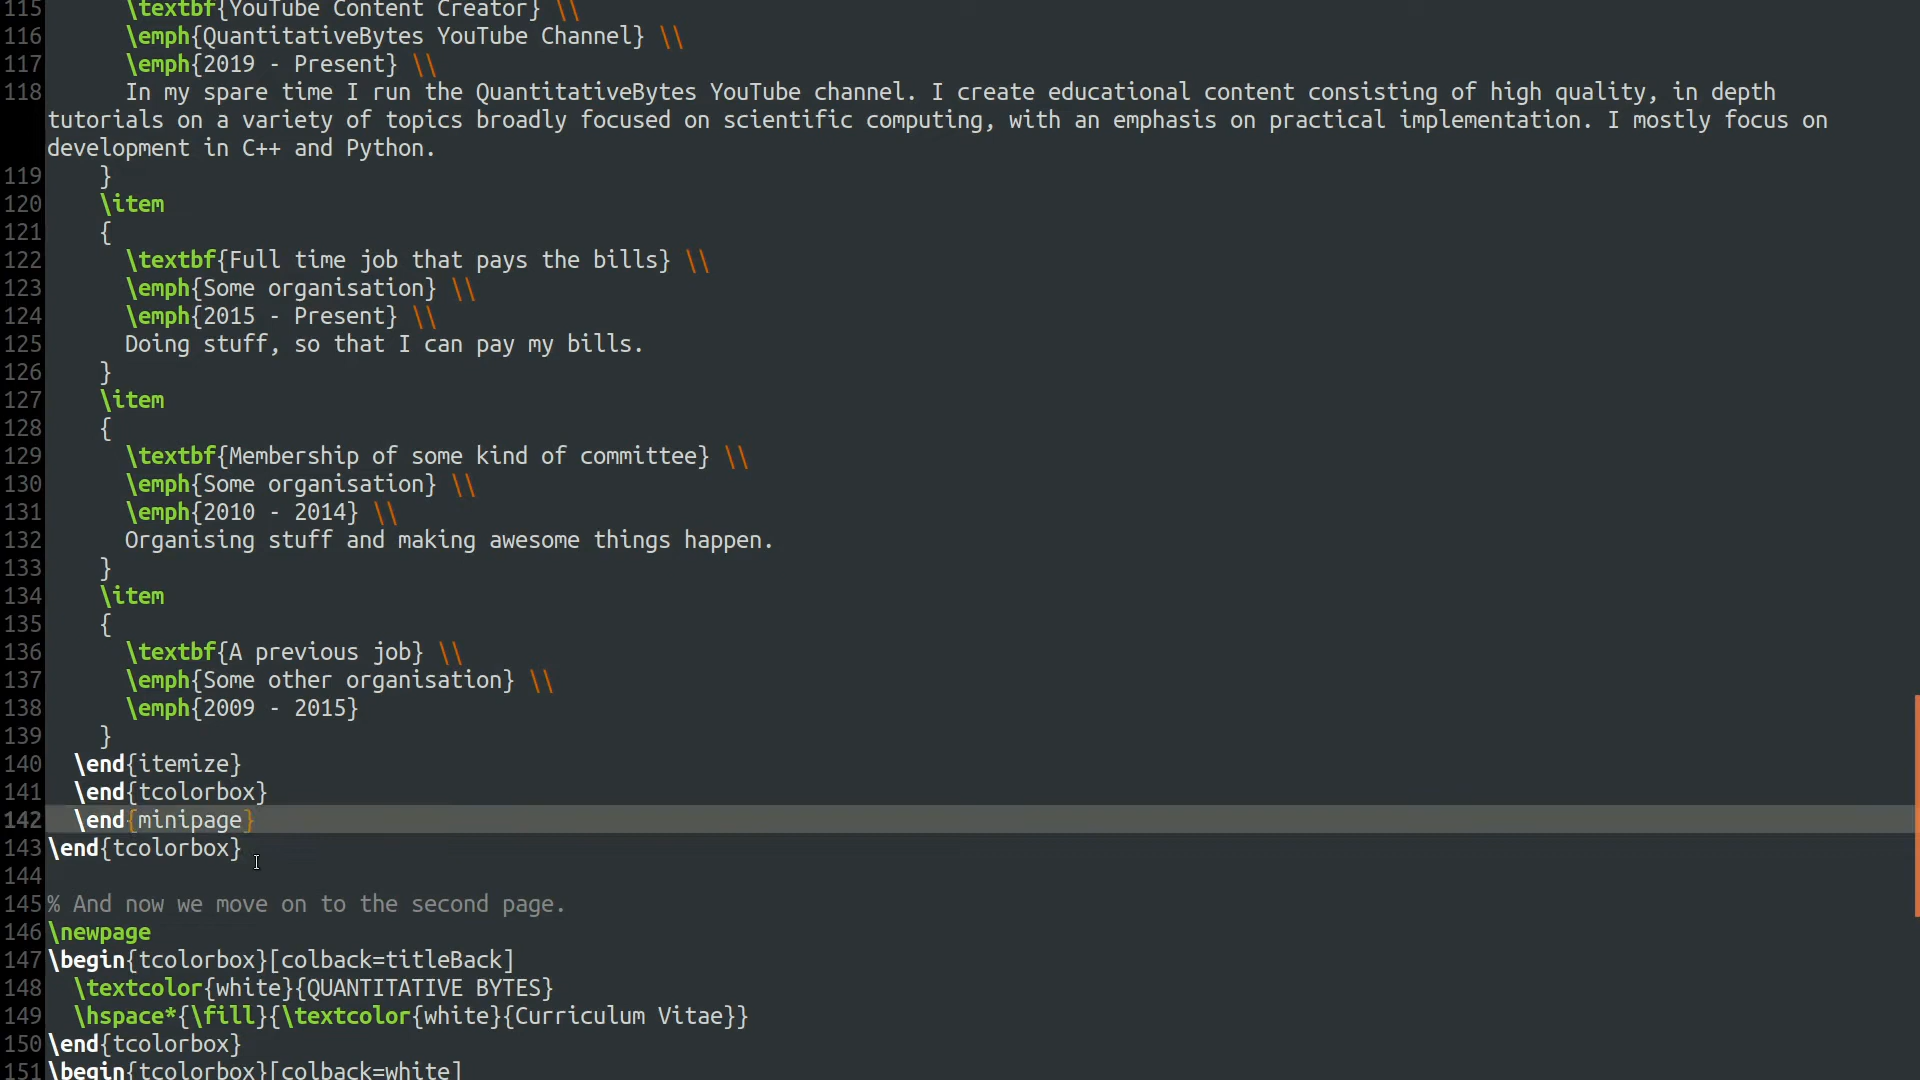 115 \textbf{YouTube Content Creator} \\
116 \emph{QuantitativeBytes YouTube Channel} \\
117 \emph{2019 - Present} \\
118 In my spare time I run the QuantitativeBytes YouTube channel. I create educational content consisting of high quality, in depth
tutorials on a variety of topics broadly focused on scientific computing, with an emphasis on practical implementation. I mostly focus on
development in C++ and Python.
119 }
120 \item
121 {
122 \textbf{Full time job that pays the bills} \\
123 \emph{Some organisation} \\
124 \emph{2015 - Present} \\
125 Doing stuff, so that I can pay my bills.
126 }
127 \item
128 {
129 \textbf{Membership of some kind of committee} \\
130 \emph{Some organisation} \\
131 \emph{2010 - 2014} \\
132 Organising stuff and making awesome things happen.
133 }
134 \item
135 {
136 \textbf{A previous job} \\
137 \emph{Some other organisation} \\
138 \emph{2009 - 2015}
139 }
140 \end{itemize}
141 \end{tcolorbox}
142 \end{minipage}
143 \end{tcolorbox}
144
145 % And now we move on to the second page.
146 \newpage
147 \begin{tcolorbox}[colback=titleBack]
148 \textcolor{white}{QUANTITATIVE BYTES}
149 \hspace*{\fill}{\textcolor{white}{Curriculum Vitae}}
150 \end{tcolorbox}
151 \begin{tcolorbox}[colback=white]